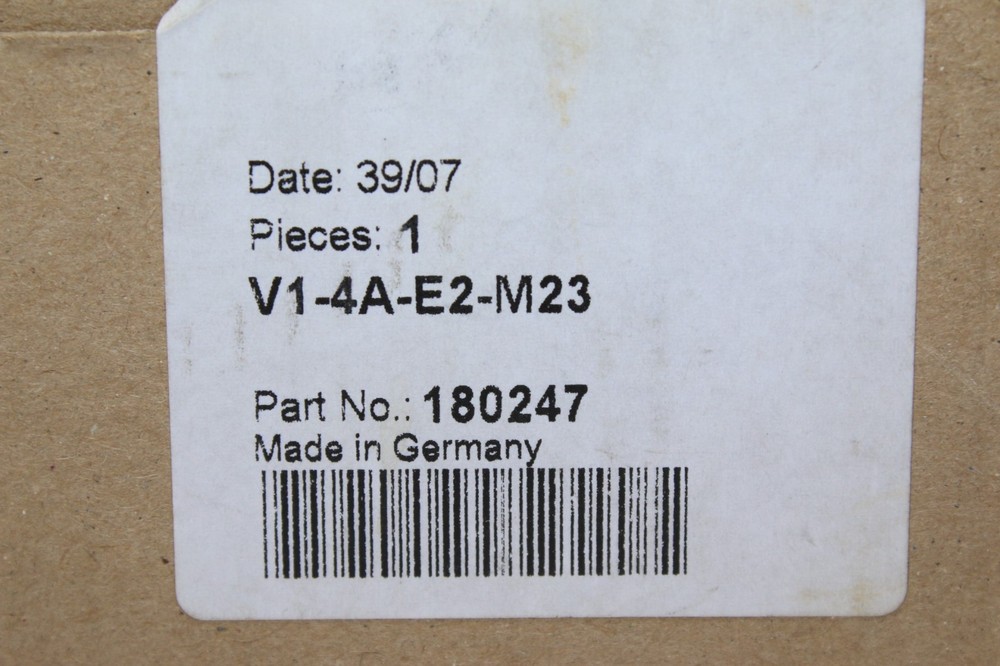 Date: 39/07
Pieces: 1
V1-4A-E2-M23
Part No.: 180247
Made in Germany